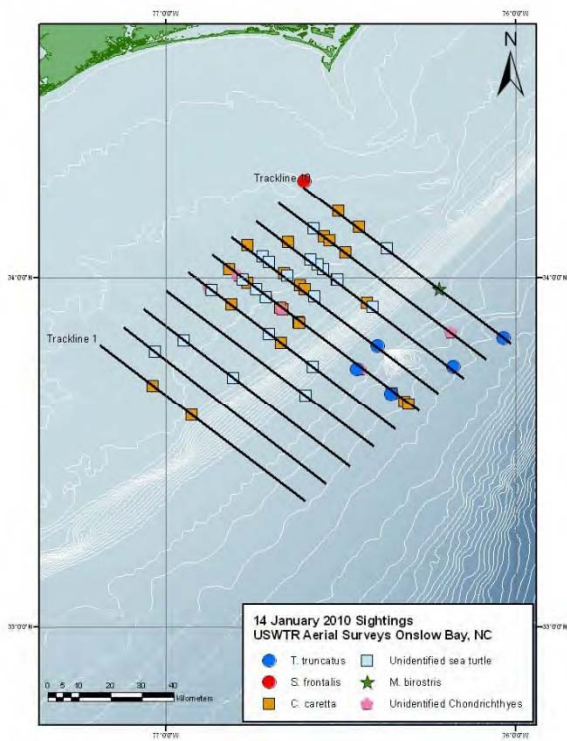 77°0'0"W 76°0'0"W
N
Trackline 10
34°0'0"N 34°0'0"N
Trackline 1
33°0'0"N 33°0'0"N
14 January 2010 Sightings
USWTR Aerial Surveys Onslow Bay, NC
T. truncatus Unidentified sea turtle
S. frontalis M. birostris
C. caretta Unidentified Chondrichthyes
0 5 10 20 30 40
Kilometers
77°0'0"W 76°0'0"W